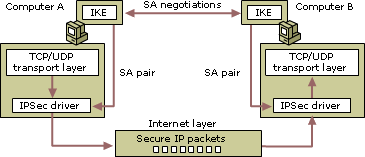 Computer A
IKE
SA negotiations
IKE
Computer B
TCP/UDP
transport layer
SA pair
SA pair
TCP/UDP
transport layer
IPSec driver
IPSec driver
Internet layer
Secure IP packets